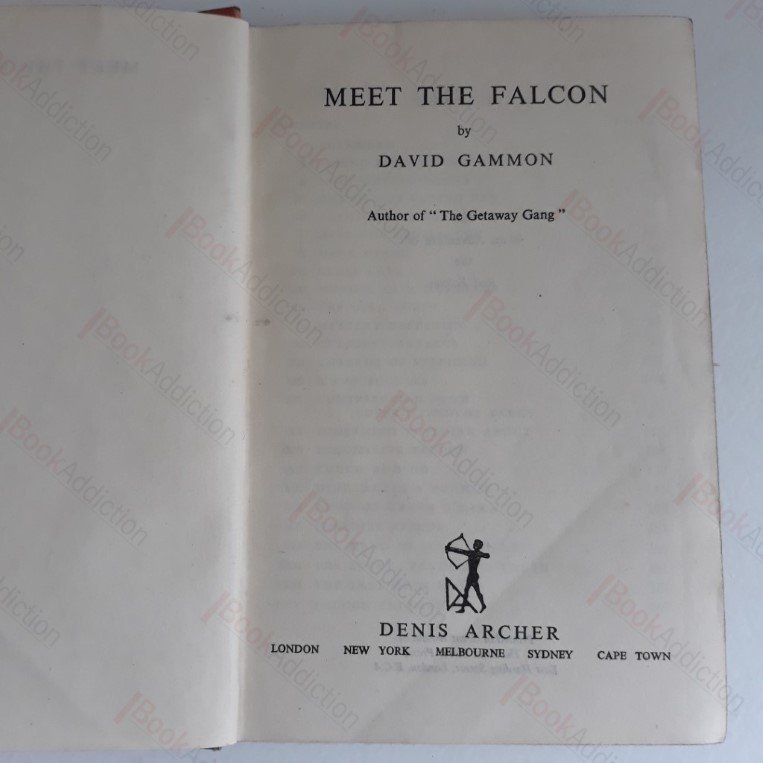 MEET THE FALCON
by
DAVID GAMMON
Author of "The Getaway Gang"
DENIS ARCHER
LONDON NEW YORK MELBOURNE SYDNEY CAPE TOWN
BookAddiction